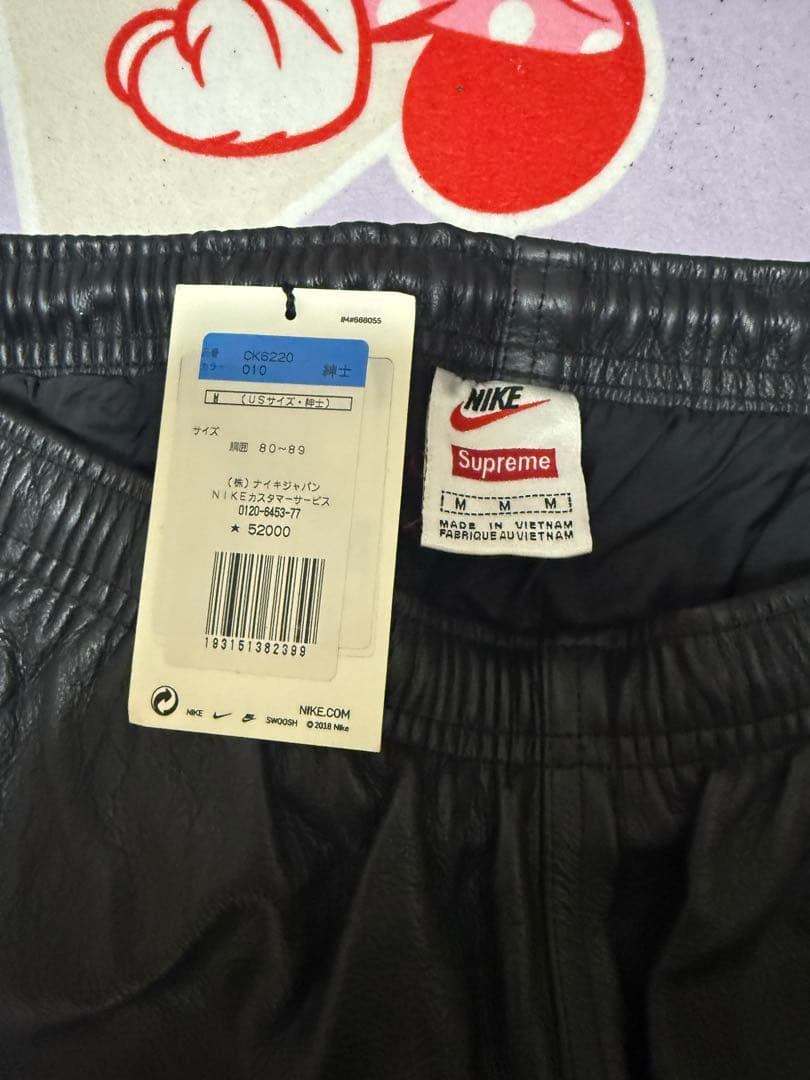 IM#668055
品番 CK6220
カラー 010 紳士
M (USサイズ・紳士)
サイズ
胴囲 80~89
(株)ナイキジャパン
NIKEカスタマーサービス
0120-6453-77
★ 52000
193151382399
NIKE SWOOSH
NIKE.COM
© 2018 Nike
NIKE
Supreme
M M M
MADE IN VIETNAM
FABRIQUE AU VIETNAM